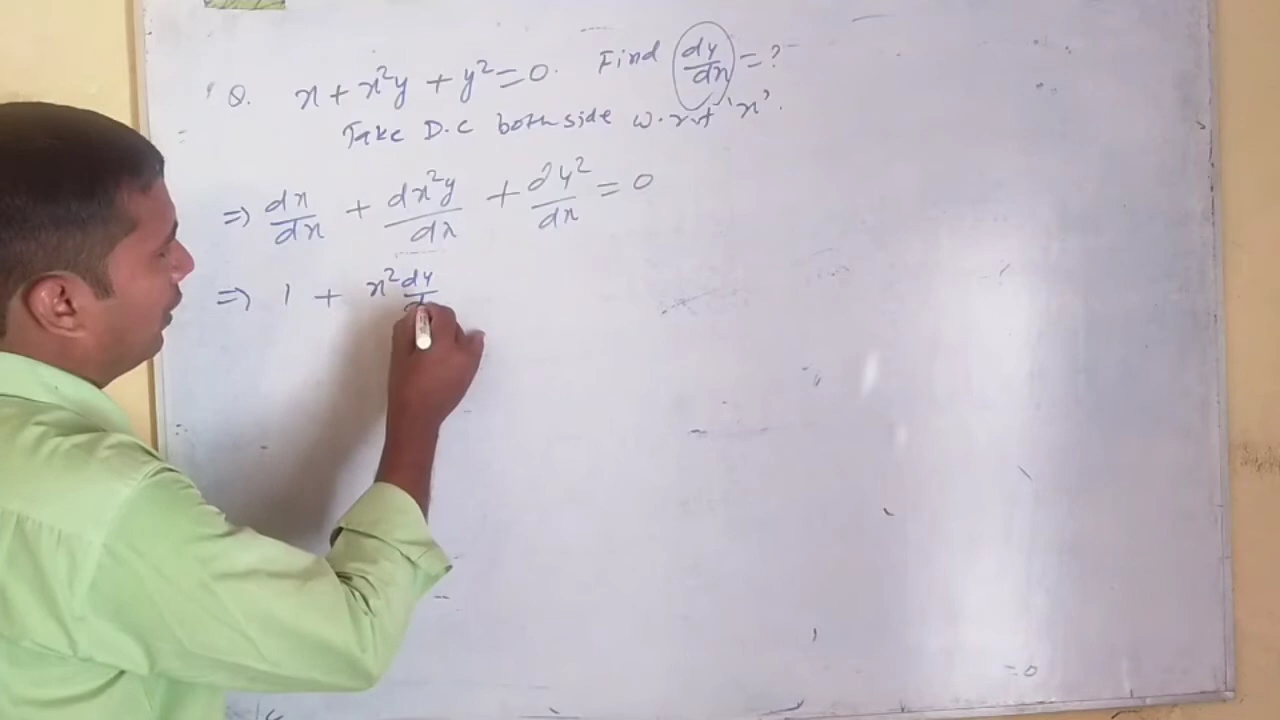 Q. x + x²y + y² = 0. Find dy/dx = ?
Take D.C both side w.r.t 'x'.
⇒ dx/dx + dx²y/dx + dy²/dx = 0
⇒ 1 + x² dy/
= 0